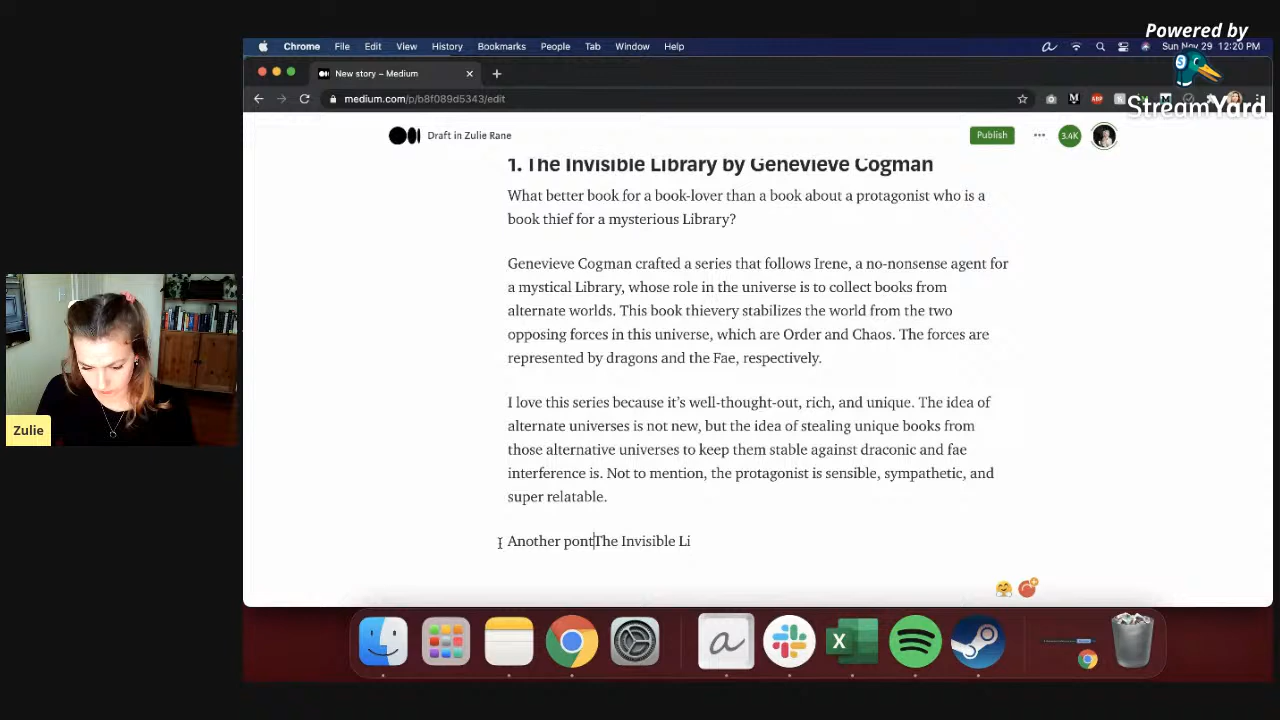 Powered by
StreamYard
Chrome File Edit View History Bookmarks People Tab Window Help
Sun Nov 29 12:20 PM
New story – Medium
medium.com/p/b8f089d5343/edit
Draft in Zulie Rane
Publish
3.4K
1. The Invisible Library by Genevieve Cogman
What better book for a book-lover than a book about a protagonist who is a
book thief for a mysterious Library?
Genevieve Cogman crafted a series that follows Irene, a no-nonsense agent for
a mystical Library, whose role in the universe is to collect books from
alternate worlds. This book thievery stabilizes the world from the two
opposing forces in this universe, which are Order and Chaos. The forces are
represented by dragons and the Fae, respectively.
I love this series because it’s well-thought-out, rich, and unique. The idea of
alternate universes is not new, but the idea of stealing unique books from
those alternative universes to keep them stable against draconic and fae
interference is. Not to mention, the protagonist is sensible, sympathetic, and
super relatable.
Another pontThe Invisible Li
Zulie